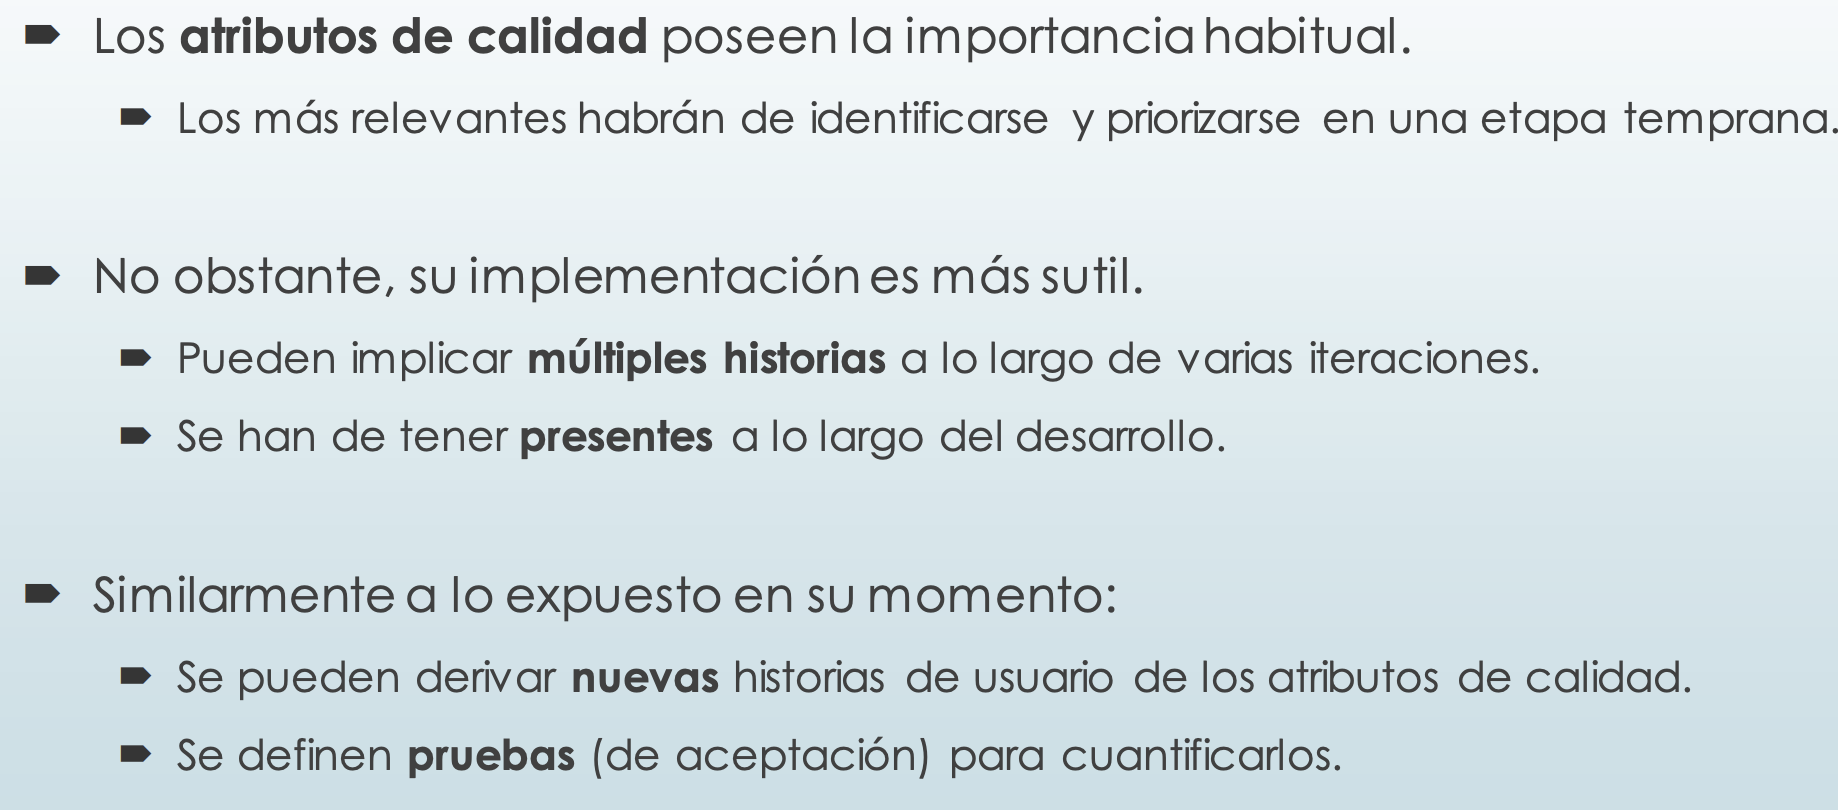 Los atributos de calidad poseen la importancia habitual.
Los más relevantes habrán de identificarse y priorizarse en una etapa temprana.
No obstante, su implementación es más sutil.
Pueden implicar múltiples historias a lo largo de varias iteraciones.
Se han de tener presentes a lo largo del desarrollo.
Similarmente a lo expuesto en su momento:
Se pueden derivar nuevas historias de usuario de los atributos de calidad.
Se definen pruebas (de aceptación) para cuantificarlos.